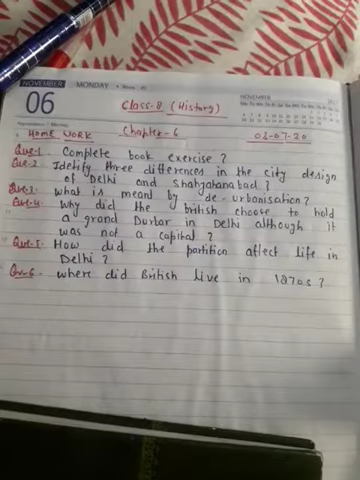 NOVEMBER
MONDAY
06
NOVEMBER
Class-8 (History)
HOME WORK Chapter-6 02-07-20
Que-1 Complete book exercise ?
Que-2. Idetify three differences in the city design
of Delhi and Shahjahanabad ?
Que-3. What is meant by de-urbanisation ?
Que-4. Why did the british choose to hold
a grand Durbar in Delhi although it
was not a capital ?
Que-5. How did the partition affect life in
Delhi ?
Que-6. where did British live in 1870s ?